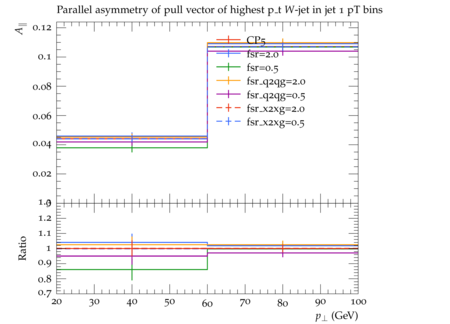 Parallel asymmetry of pull vector of highest p_t W-jet in jet 1 pT bins
A∥
0.12
0.1
0.08
0.06
0.04
0.02
CP5
fsr=2.0
fsr=0.5
fsr_q2qg=2.0
fsr_q2qg=0.5
fsr_x2xg=2.0
fsr_x2xg=0.5
Ratio
1.2
1.1
1
0.9
0.8
0.7
20 30 40 50 60 70 80 90 100
p⊥ (GeV)